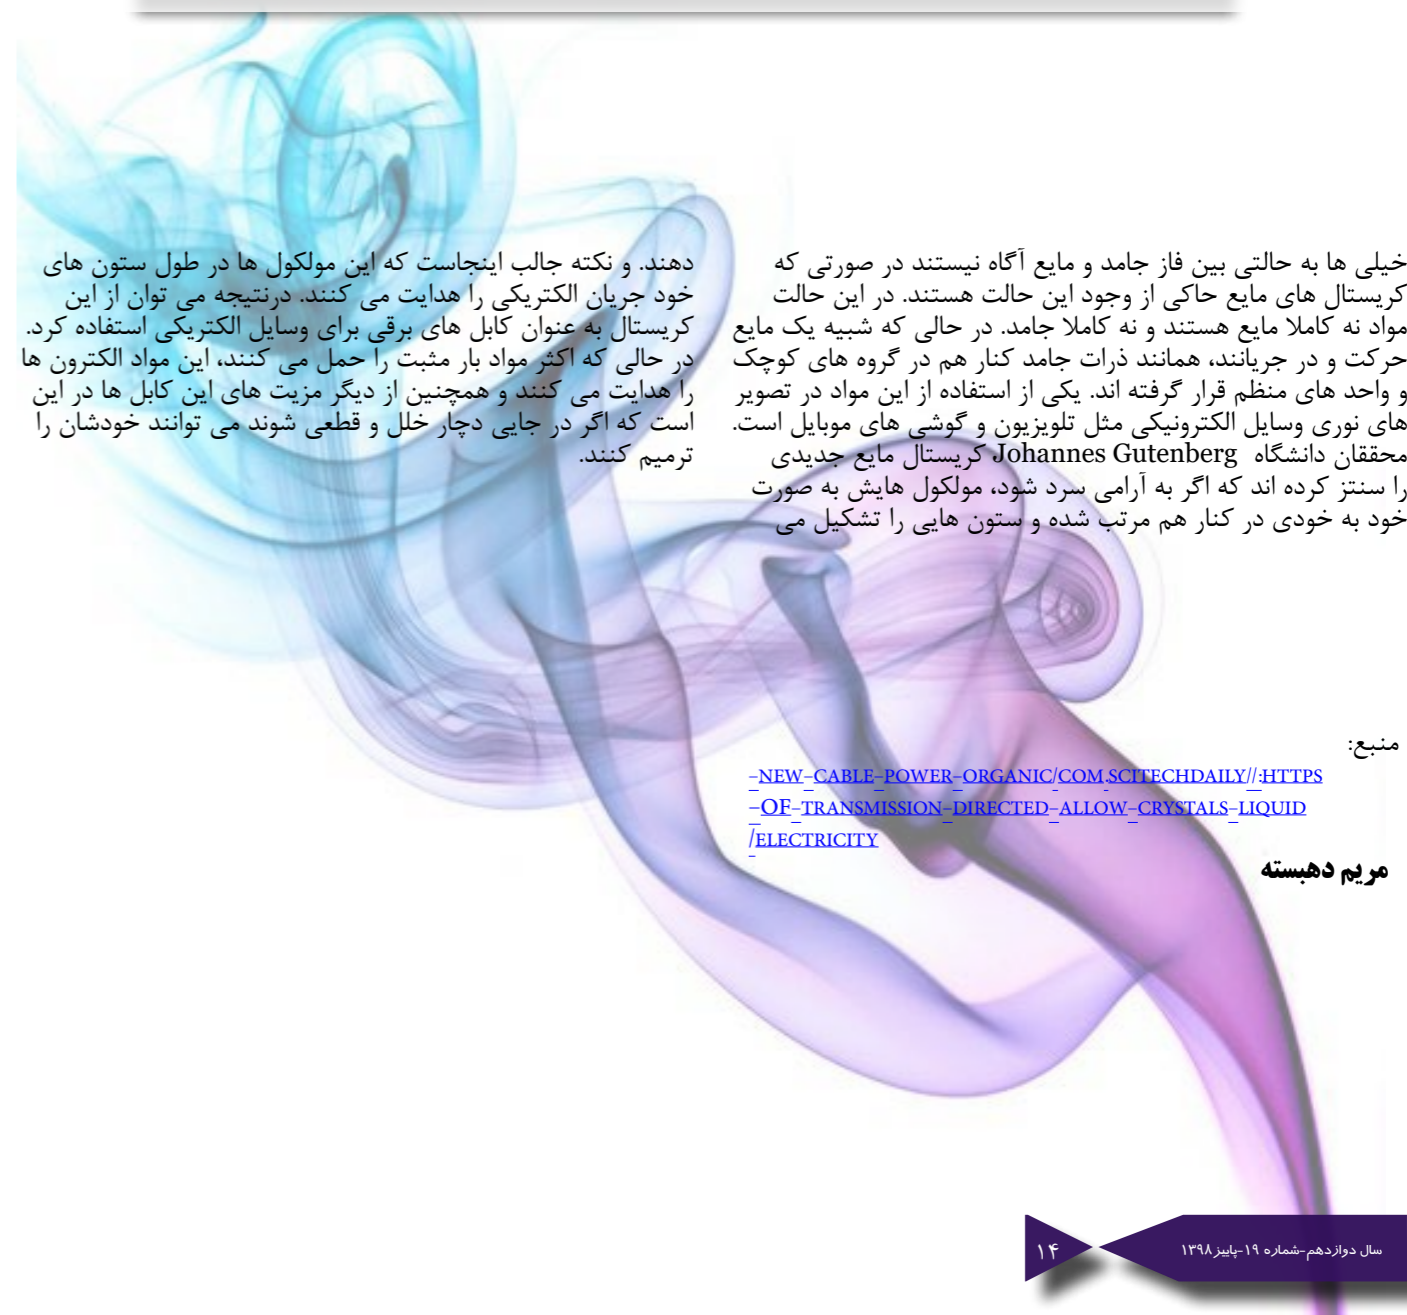 خیلی ها به حالتی بین فاز جامد و مایع آگاه نیستند در صورتی که
کریستال های مایع حاکی از وجود این حالت هستند. در این حالت
مواد نه کاملا مایع هستند و نه کاملا جامد. در حالی که شبیه یک مایع
حرکت و در جریانند، همانند ذرات جامد کنار هم در گروه های کوچک
و واحد های منظم قرار گرفته اند. یکی از استفاده از این مواد در تصویر
های نوری وسایل الکترونیکی مثل تلویزیون و گوشی های موبایل است.
محققان دانشگاه Johannes Gutenberg کریستال مایع جدیدی
را سنتز کرده اند که اگر به آرامی سرد شود، مولکول هایش به صورت
خود به خودی در کنار هم مرتب شده و ستون هایی را تشکیل می
دهند. و نکته جالب اینجاست که این مولکول ها در طول ستون های
خود جریان الکتریکی را هدایت می کنند. درنتیجه می توان از این
کریستال به عنوان کابل های برقی برای وسایل الکتریکی استفاده کرد.
در حالی که اکثر مواد بار مثبت را حمل می کنند، این مواد الکترون ها
را هدایت می کنند و همچنین از دیگر مزیت های این کابل ها در این
است که اگر در جایی دچار خلل و قطعی شوند می توانند خودشان را
ترمیم کنند.
منبع:
–NEW–CABLE–POWER–ORGANIC/COM.SCITECHDAILY//:HTTPS
–OF–TRANSMISSION–DIRECTED–ALLOW–CRYSTALS–LIQUID
/ELECTRICITY
مریم دهبسته
سال دوازدهم-شماره ۱۹-پاییز ۱۳۹۸
۱۴